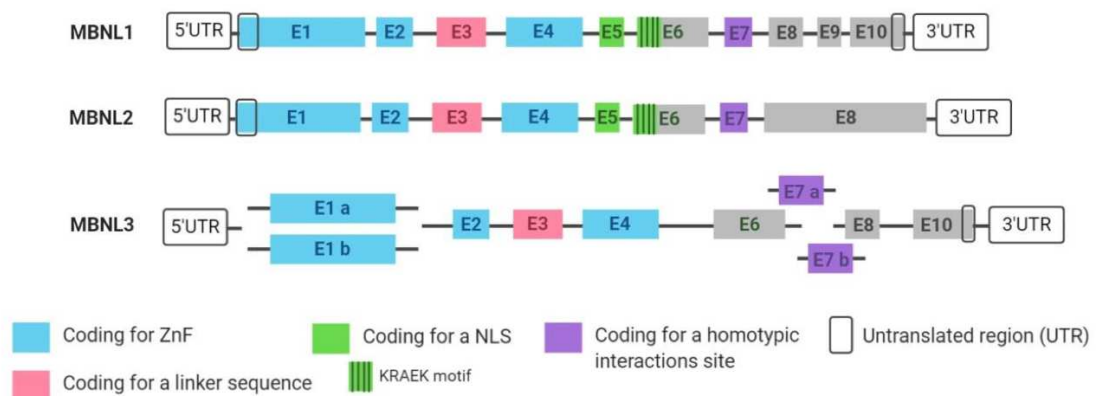 MBNL1 5'UTR E1 E2 E3 E4 E5 E6 E7 E8 E9 E10 3'UTR
MBNL2 5'UTR E1 E2 E3 E4 E5 E6 E7 E8 3'UTR
E7 a
E1 a
MBNL3 5'UTR E2 E3 E4 E6 E8 E10 3'UTR
E1 b
E7 b
Coding for ZnF
Coding for a linker sequence
Coding for a NLS
KRAEK motif
Coding for a homotypic
interactions site
Untranslated region (UTR)